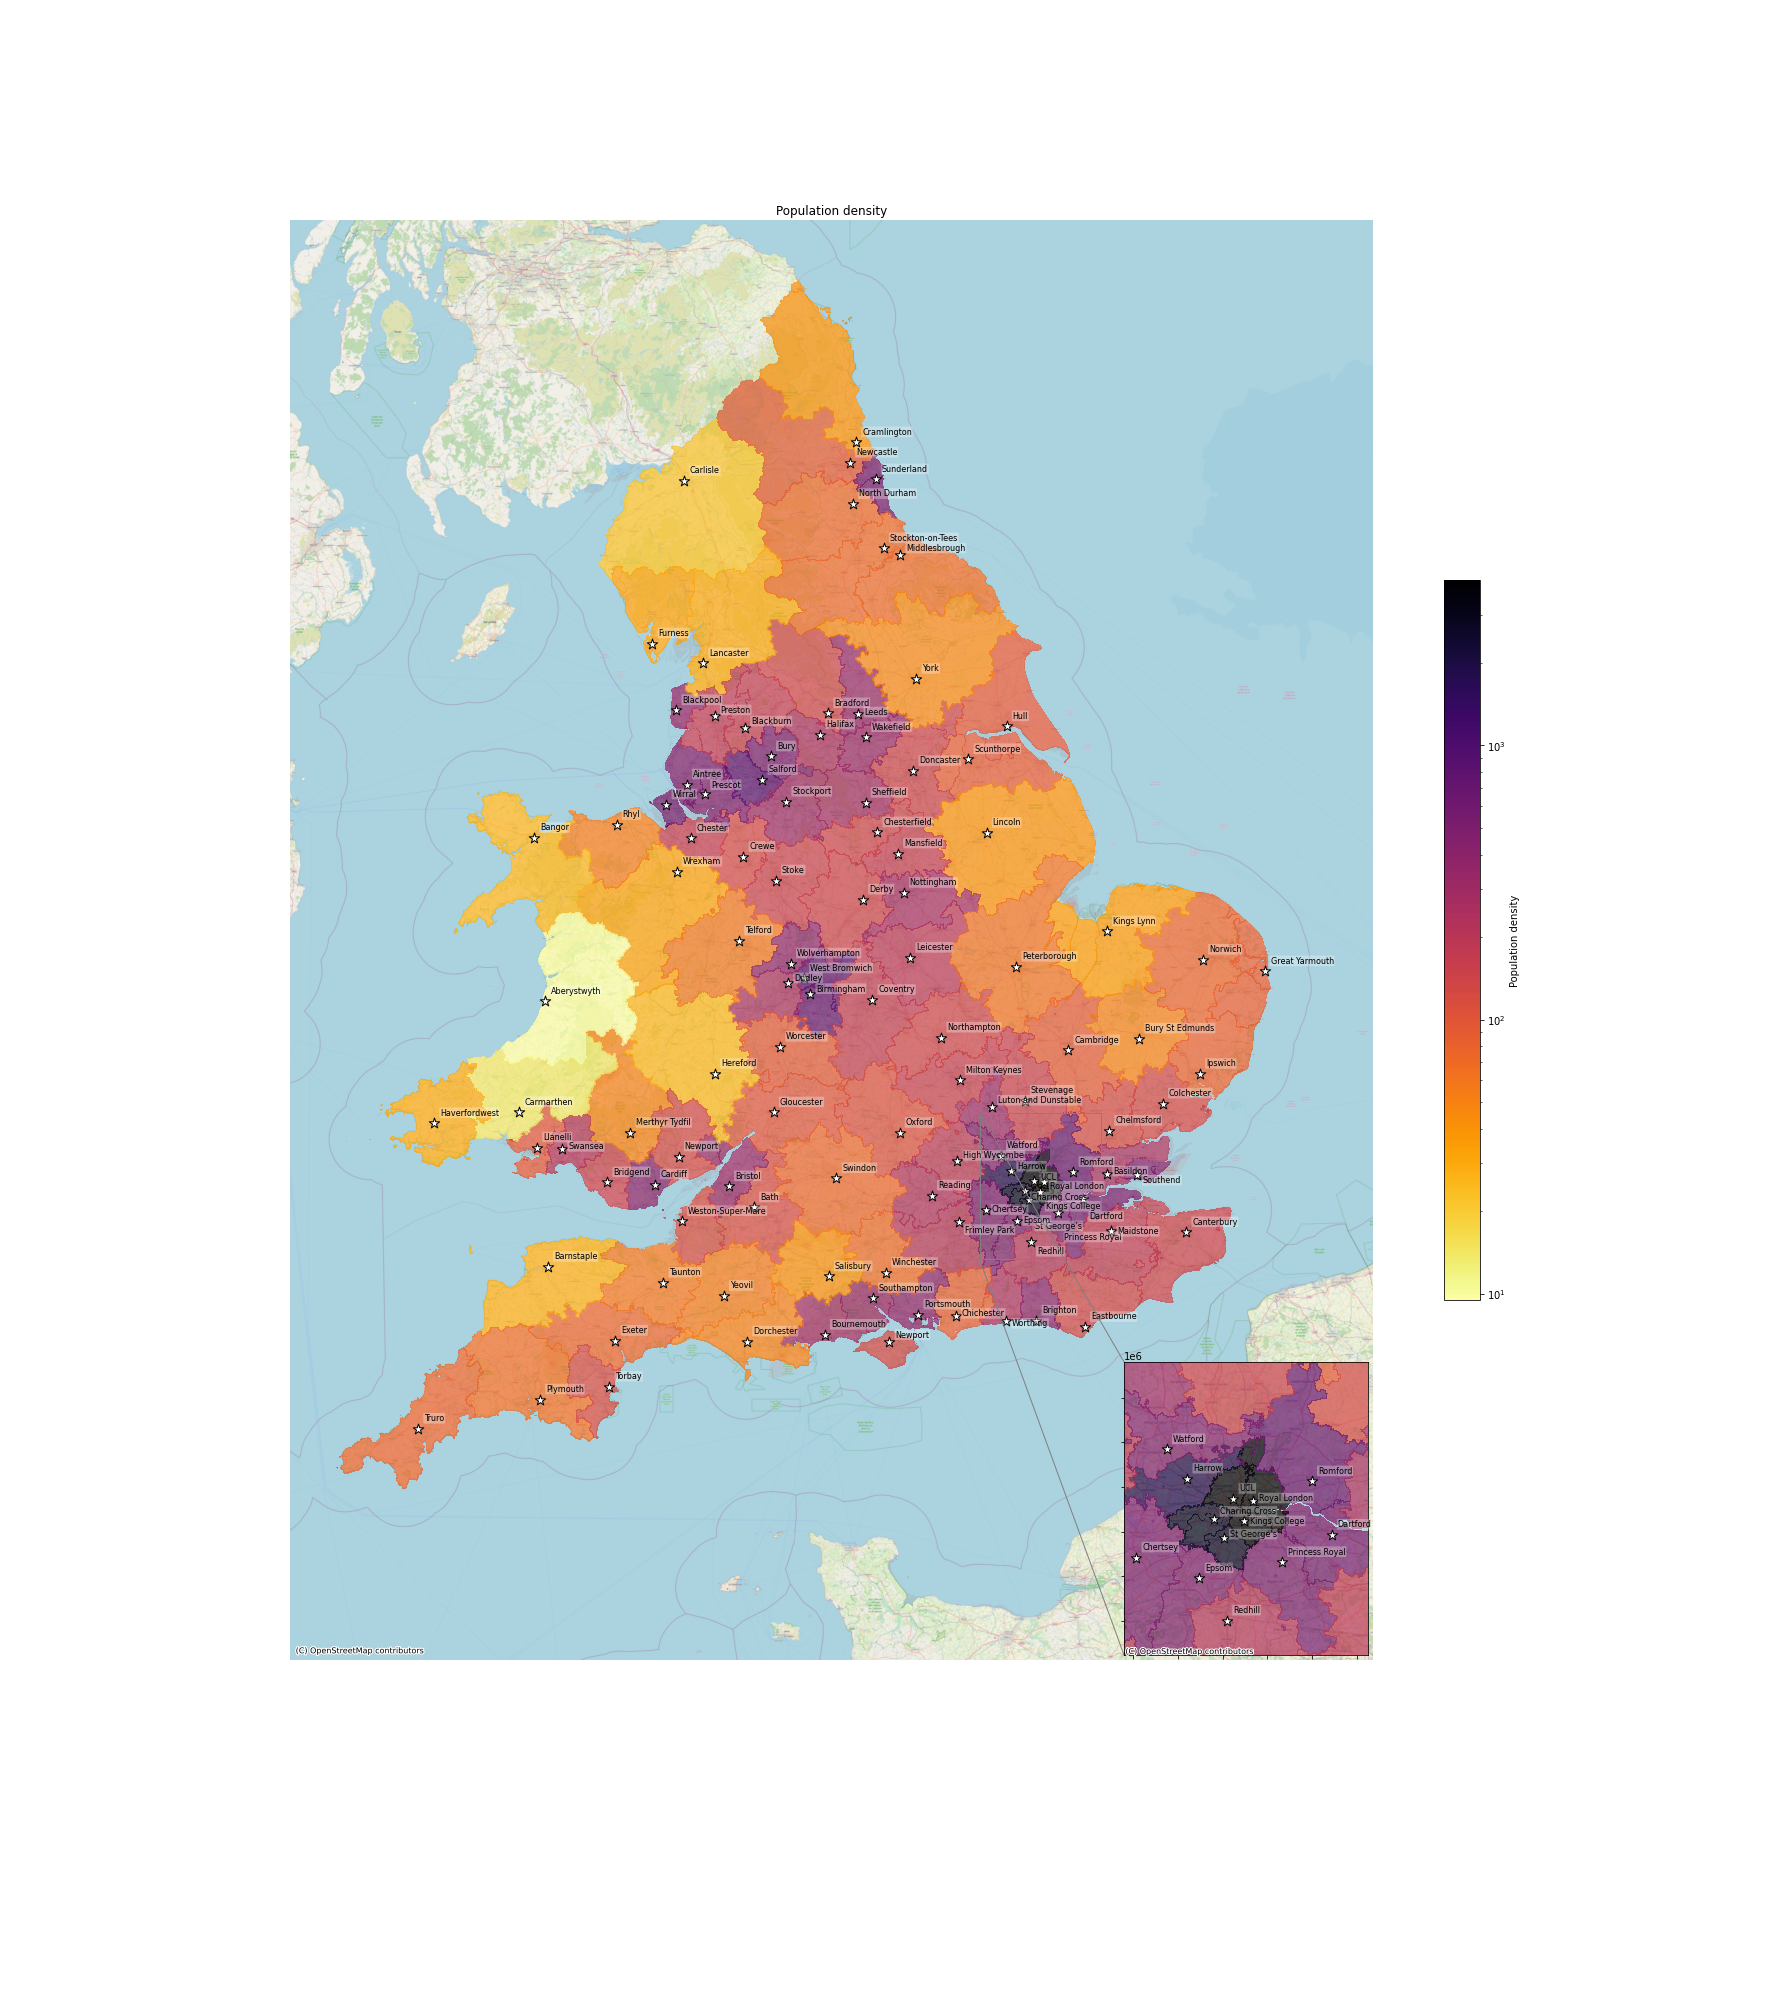 Population density
Cramlington
Newcastle
Carlisle
Sunderland
North Durham
Stockton-on-Tees
Middlesbrough
Furness
Lancaster
York
Blackpool
Preston
Bradford
Leeds
Hull
Blackburn
Halifax
Wakefield
Bury
Scunthorpe
Doncaster
Salford
Aintree
Prescot
Wirral
Stockport
Sheffield
Rhyl
Bangor
Chester
Chesterfield
Lincoln
Crewe
Mansfield
Wrexham
Stoke
Derby
Nottingham
Kings Lynn
Telford
Wolverhampton
Leicester
Peterborough
Norwich
Great Yarmouth
West Bromwich
Dudley
Birmingham
Coventry
Aberystwyth
Worcester
Northampton
Bury St Edmunds
Cambridge
Hereford
Milton Keynes
Ipswich
Stevenage
Luton and Dunstable
Colchester
Haverfordwest
Carmarthen
Gloucester
Merthyr Tydfil
Oxford
Chelmsford
Llanelli
Swansea
Newport
Watford
High Wycombe
Harrow
Romford
Basildon
Southend
Bridgend
Cardiff
Bristol
Swindon
UCL
Royal London
Reading
Bath
Charing Cross
Kings College
Weston-Super-Mare
Chertsey
Dartford
Frimley Park
Epsom
St George's
Maidstone
Canterbury
Princess Royal
Redhill
Barnstaple
Taunton
Yeovil
Salisbury
Winchester
Southampton
Portsmouth
Chichester
Worthing
Brighton
Eastbourne
Exeter
Dorchester
Bournemouth
Newport
Torbay
Plymouth
Truro
(C) OpenStreetMap contributors
1e6
Watford
Harrow
Romford
UCL
Royal London
Charing Cross
Kings College
St George's
Dartford
Chertsey
Princess Royal
Epsom
Redhill
(C) OpenStreetMap contributors
10³
10²
10¹
Population density